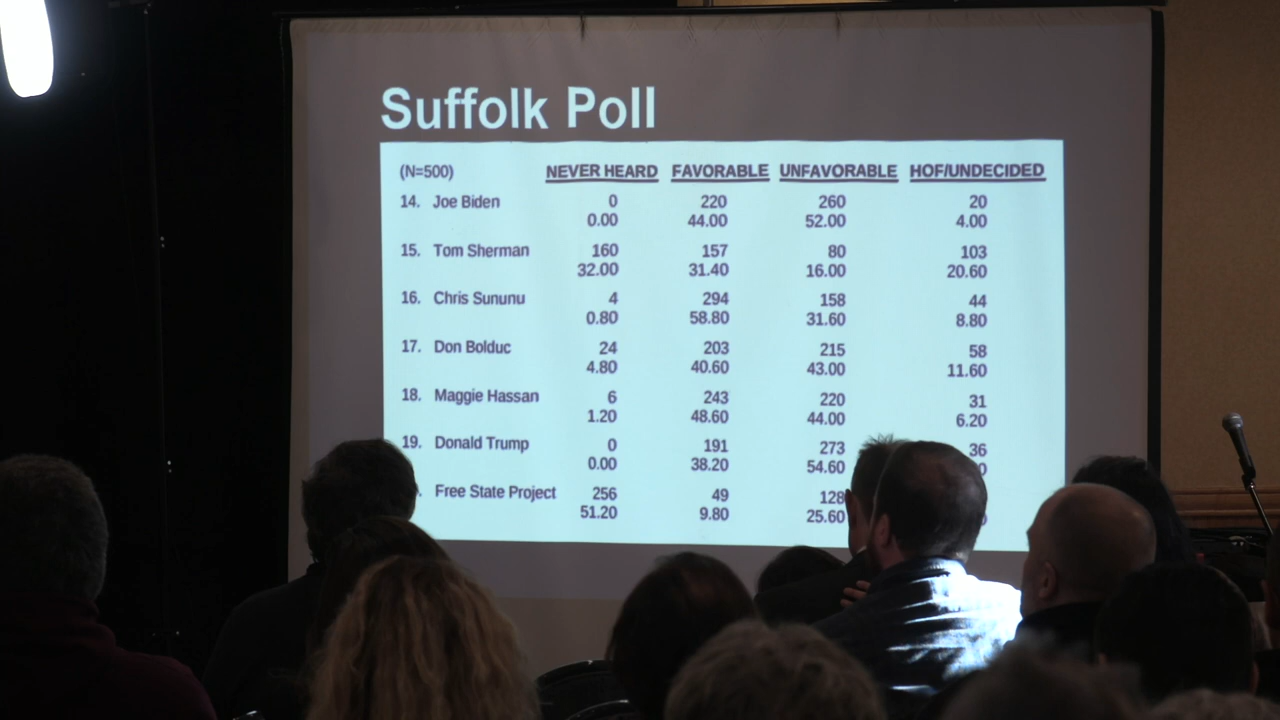 Suffolk Poll
(N=500) NEVER HEARD FAVORABLE UNFAVORABLE HOF/UNDECIDED
14. Joe Biden 0 220 260 20
0.00 44.00 52.00 4.00
15. Tom Sherman 160 157 80 103
32.00 31.40 16.00 20.60
16. Chris Sununu 4 294 158 44
0.80 58.80 31.60 8.80
17. Don Bolduc 24 203 215 58
4.80 40.60 43.00 11.60
18. Maggie Hassan 6 243 220 31
1.20 48.60 44.00 6.20
19. Donald Trump 0 191 273 36
0.00 38.20 54.60
Free State Project 256 49 128
51.20 9.80 25.60